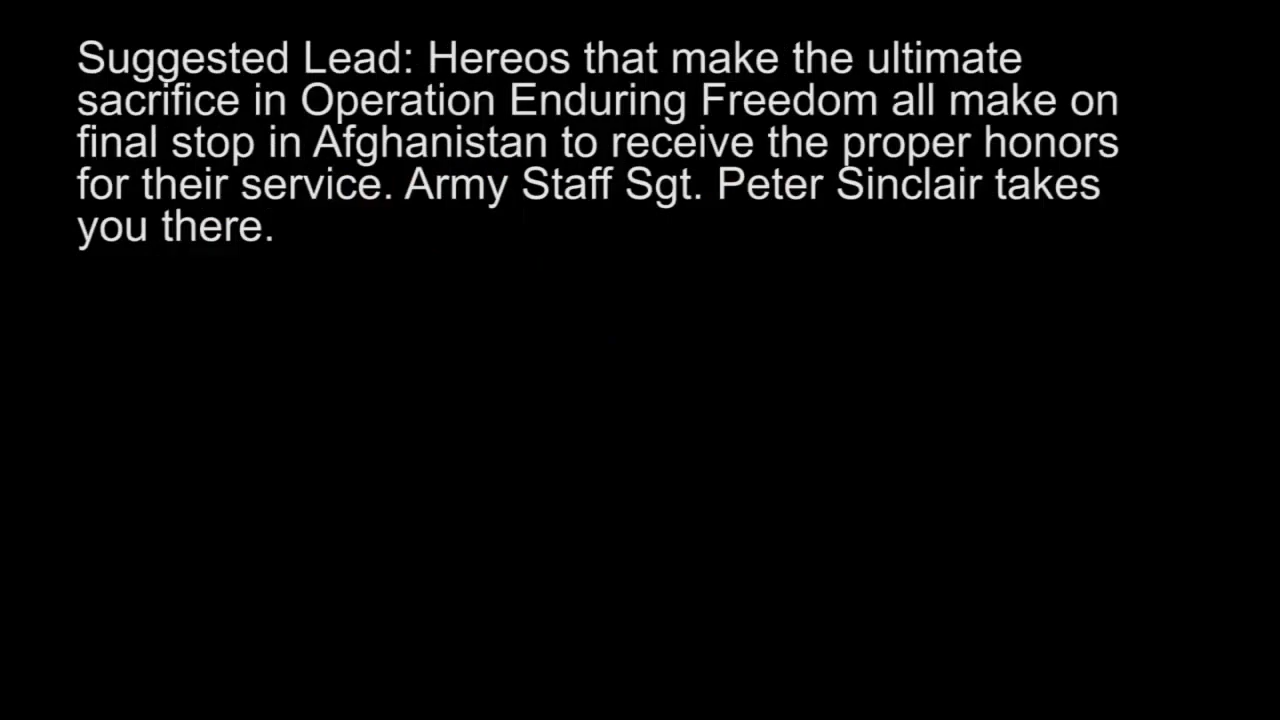 Suggested Lead: Hereos that make the ultimate
sacrifice in Operation Enduring Freedom all make on
final stop in Afghanistan to receive the proper honors
for their service. Army Staff Sgt. Peter Sinclair takes
you there.